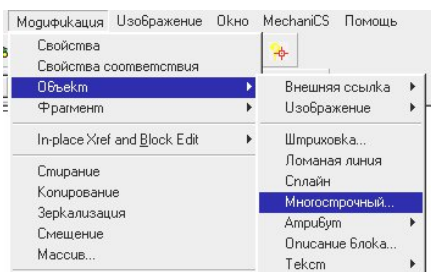 Модификация Изображение Окно MechaniCS Помощь
Свойства
Свойства соответствия
Объект
Фрагмент
In-place Xref and Block Edit
Стирание
Копирование
Зеркализация
Смещение
Массив...
Внешняя ссылка
Изображение
Штриховка...
Ломаная линия
Сплайн
Многострочный...
Атрибут
Описание блока...
Текст